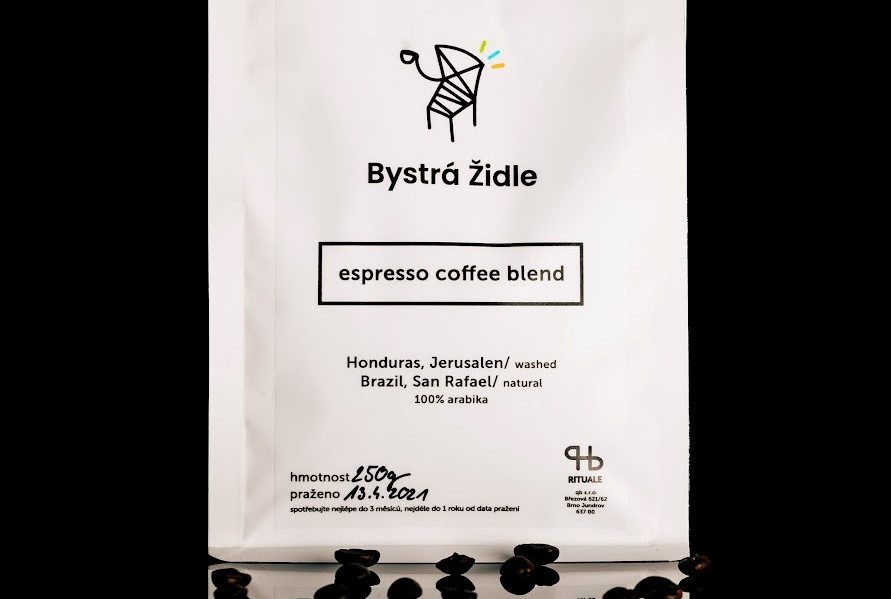 Bystrá Židle
espresso coffee blend
Honduras, Jerusalen/ washed
Brazil, San Rafael/ natural
100% arabika
hmotnost 250g
praženo 13.4.2021
spotřebujte nejlépe do 3 měsíců, nejdéle do 1 roku od data pražení
RITUALE
qb s.r.o.
Březová 621/62
Brno Jundrov
637 00